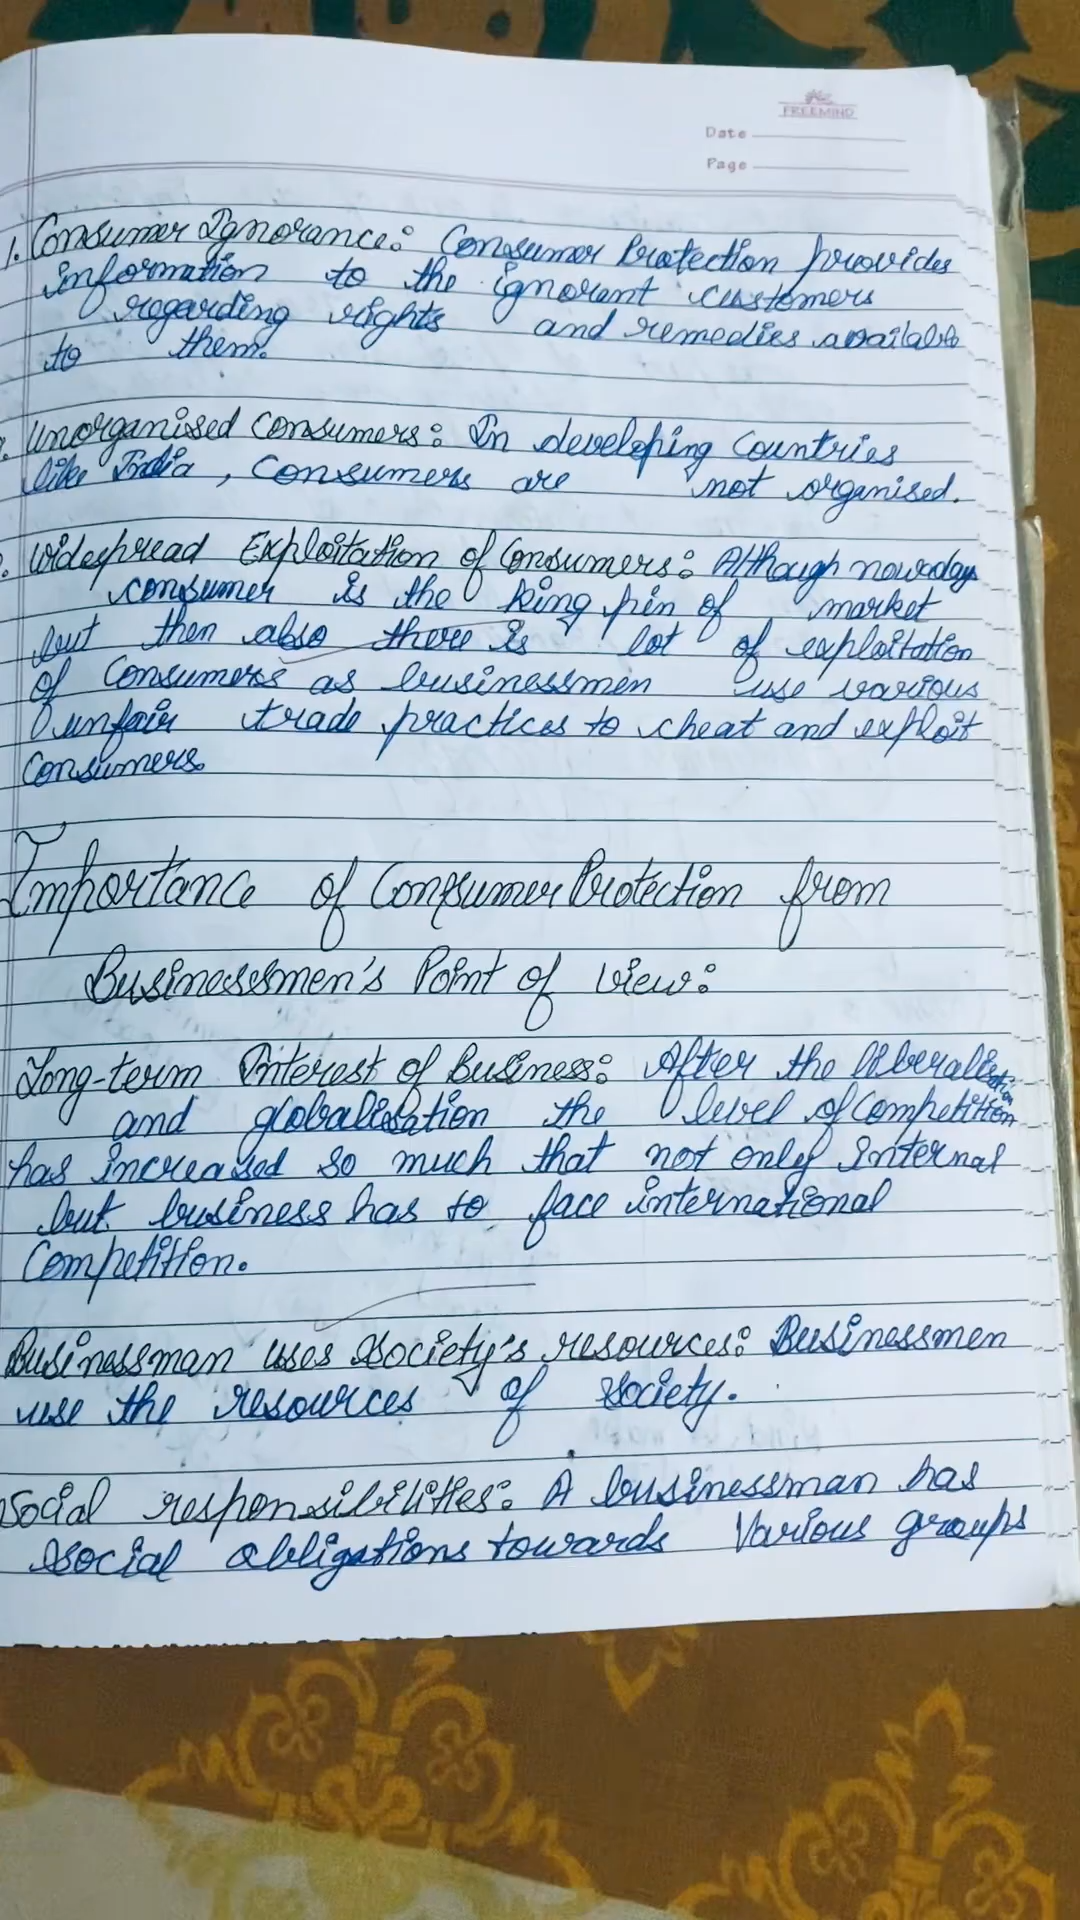 FREEMIND
Date
Page
1. Consumer Ignorance: Consumer Protection provides
information to the ignorant customers
regarding rights and remedies available
to them.
Unorganised Consumers: In developing Countries
like India, Consumers are not organised.
Widespread Exploitation of Consumers: Although nowday
consumer is the king pin of market
but then also there is lot of exploitation
of Consumers as businessmen use various
unfair trade practices to cheat and exploit
Consumers.
Importance of Consumer Protection from
Businessmen's Point of View:
Long-term Interest of Business: After the
and globalisation the level of Competition
has increased so much that not only Internal
but business has to face international
Competition.
Businessman uses Society's resources: Businessmen
use the resources of Society.
Social responsibilities: A businessman has
Social obligations towards Various groups